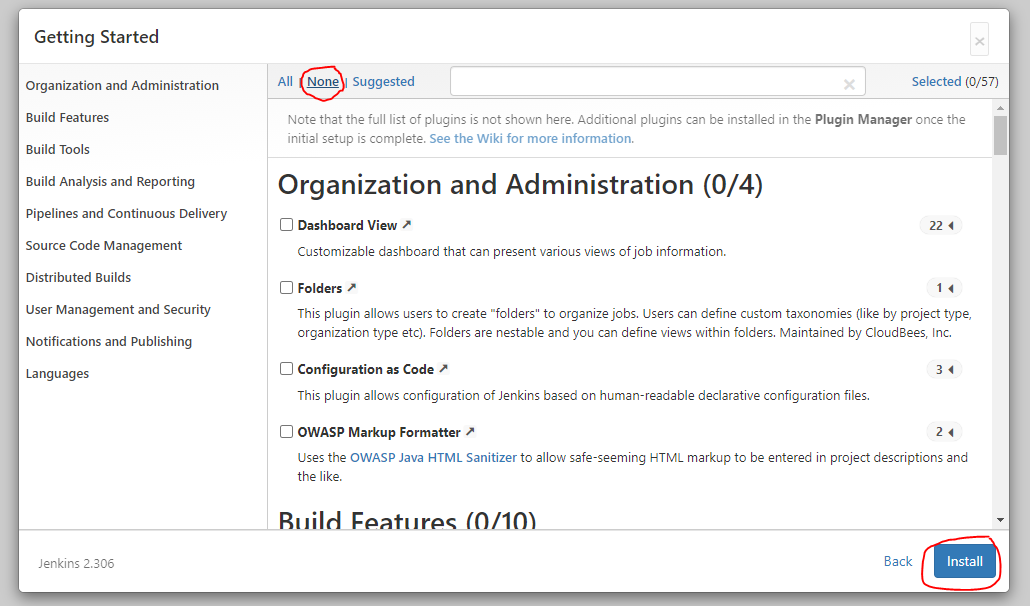 Getting Started
×
Organization and Administration
Build Features
Build Tools
Build Analysis and Reporting
Pipelines and Continuous Delivery
Source Code Management
Distributed Builds
User Management and Security
Notifications and Publishing
Languages
All | None | Suggested
×
Selected (0/57)
Note that the full list of plugins is not shown here. Additional plugins can be installed in the Plugin Manager once the
initial setup is complete. See the Wiki for more information.
Organization and Administration (0/4)
Dashboard View
22
Customizable dashboard that can present various views of job information.
Folders
1
This plugin allows users to create "folders" to organize jobs. Users can define custom taxonomies (like by project type,
organization type etc). Folders are nestable and you can define views within folders. Maintained by CloudBees, Inc.
Configuration as Code
3
This plugin allows configuration of Jenkins based on human-readable declarative configuration files.
OWASP Markup Formatter
2
Uses the OWASP Java HTML Sanitizer to allow safe-seeming HTML markup to be entered in project descriptions and
the like.
Build Features (0/10)
Jenkins 2.306
Back
Install